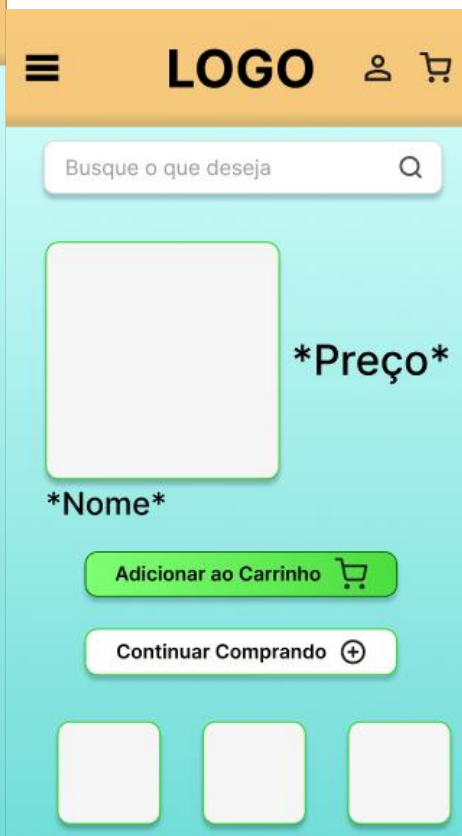 LOGO
Busque o que deseja
*Preço*
*Nome*
Adicionar ao Carrinho
Continuar Comprando